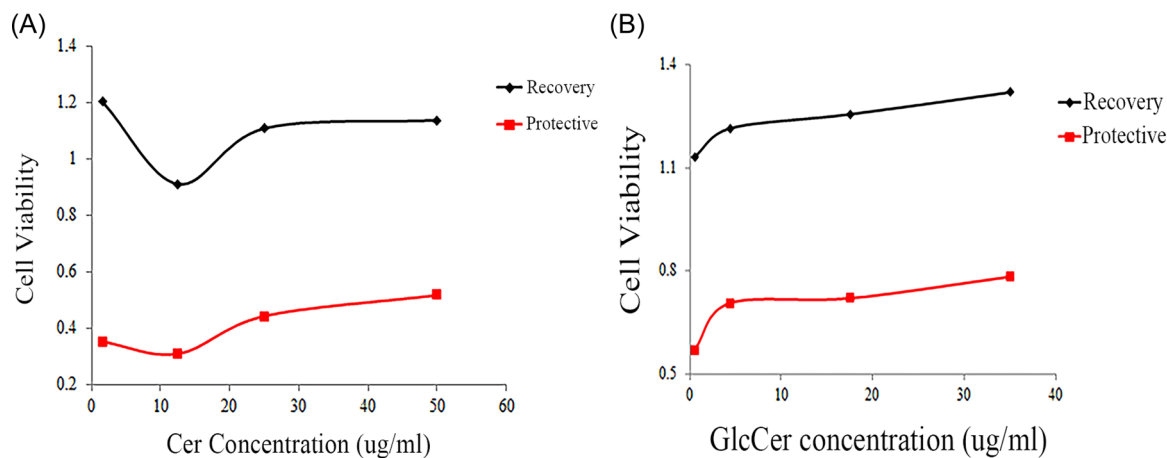 (A)
1.4
1.2
1
0.8
0.6
0.4
0.2
Cell Viability
0 10 20 30 40 50 60
Cer Concentration (ug/ml)
Recovery
Protective
(B)
1.4
1.1
0.8
0.5
Cell Viability
0 10 20 30 40
GlcCer concentration (ug/ml)
Recovery
Protective